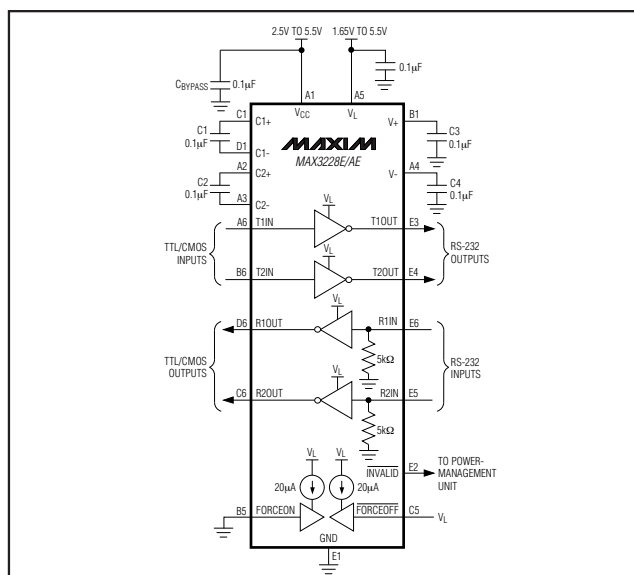 2.5V TO 5.5V
1.65V TO 5.5V
CBYPASS
0.1μF
0.1μF
A1
A5
VCC
VL
C1
C1+
C1
0.1μF
D1
C1-
A2
C2+
C2
0.1μF
A3
C2-
MAXIM
MAX3228E/AE
V+
B1
C3
0.1μF
V-
A4
C4
0.1μF
TTL/CMOS
INPUTS
A6
T1IN
VL
T1OUT
E3
B6
T2IN
VL
T2OUT
E4
RS-232
OUTPUTS
TTL/CMOS
OUTPUTS
D6
R1OUT
VL
R1IN
E6
5kΩ
C6
R2OUT
VL
R2IN
E5
5kΩ
RS-232
INPUTS
INVALID
E2
TO POWER-
MANAGEMENT
UNIT
VL
VL
20μA
20μA
B5
FORCEON
FORCEOFF
C5
VL
GND
E1